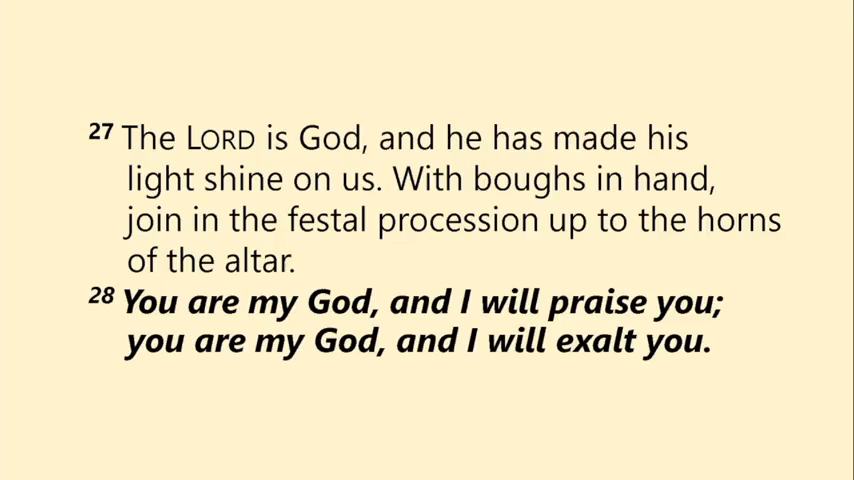 27 The LORD is God, and he has made his
light shine on us. With boughs in hand,
join in the festal procession up to the horns
of the altar.
28 You are my God, and I will praise you;
you are my God, and I will exalt you.